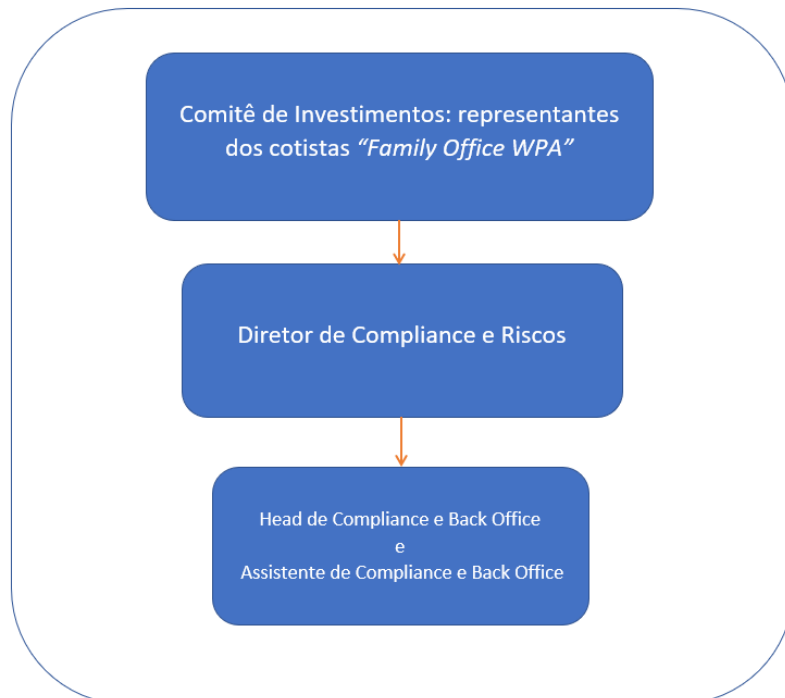 Comitê de Investimentos: representantes
dos cotistas “Family Office WPA”
Diretor de Compliance e Riscos
Head de Compliance e Back Office
e
Assistente de Compliance e Back Office